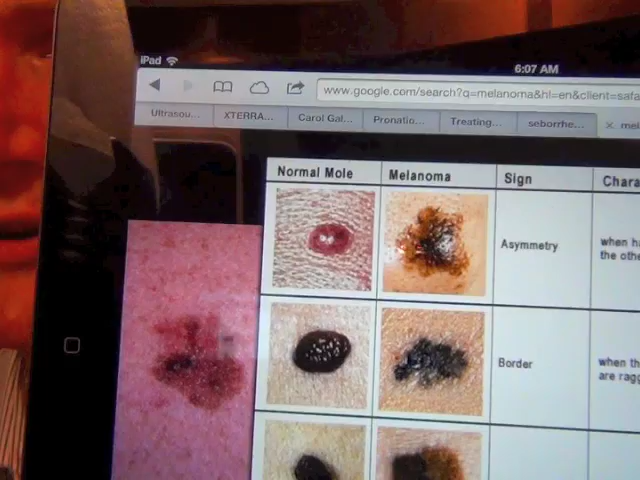 iPad
6:07 AM
www.google.com/search?q=melanoma&hl=en&client=safa
Ultrasou... XTERRA... Carol Gal... Pronatio... Treating... seborrhe... × mel
Normal Mole Melanoma Sign Chara
Asymmetry when ha
the othe
Border when th
are ragg